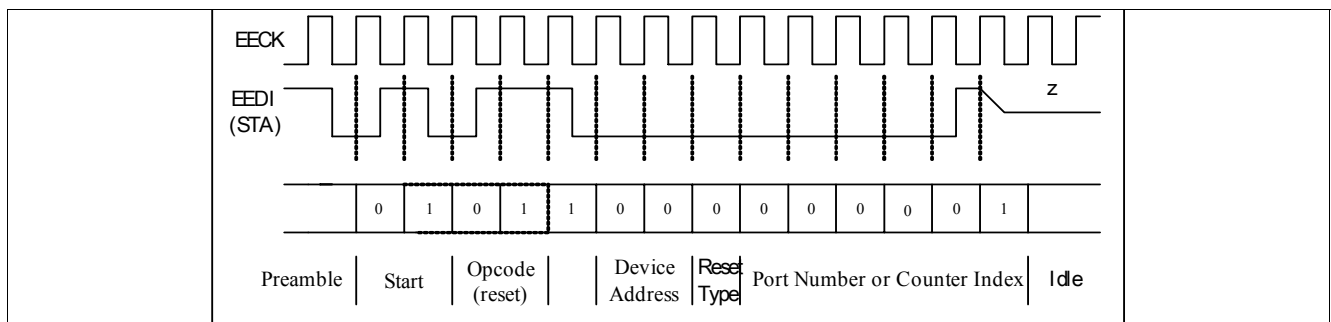 EECK
EEDI
(STA)
z
0 1 0 1 1 0 0 0 0 0 0 0 0 1
Preamble Start Opcode (reset) Device Address Reset Type Port Number or Counter Index Idle